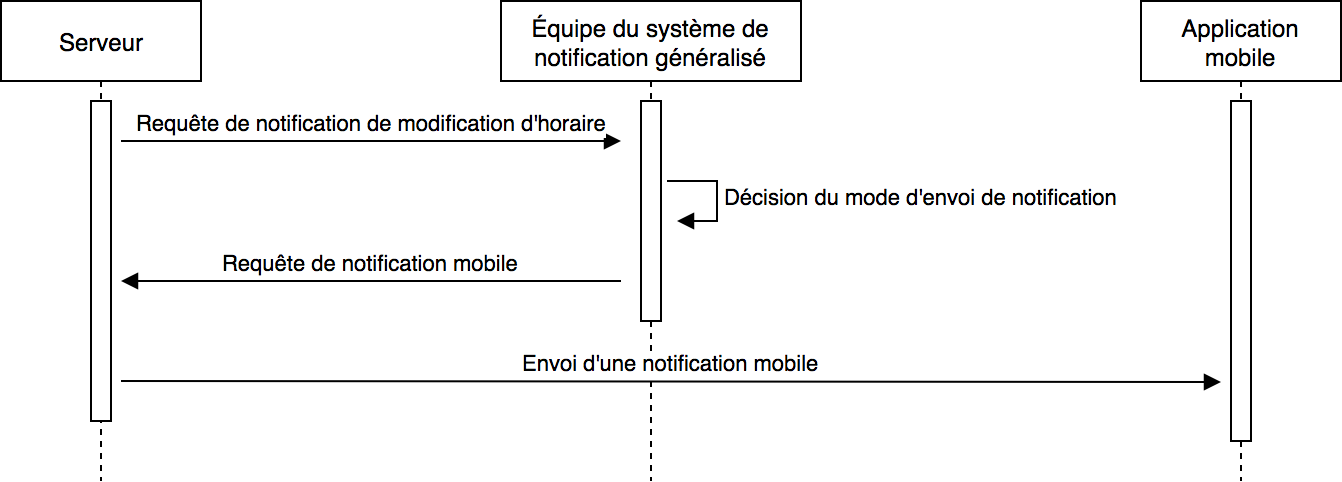 Serveur
Équipe du système de
notification généralisé
Application
mobile
Requête de notification de modification d'horaire
Décision du mode d'envoi de notification
Requête de notification mobile
Envoi d'une notification mobile